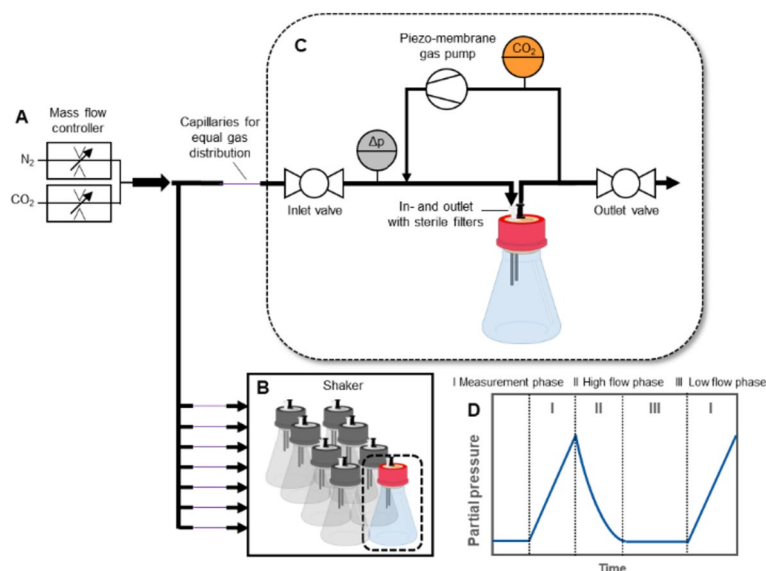 A
Mass flow
controller
N₂
CO₂
Capillaries for
equal gas
distribution
C
Piezo-membrane
gas pump
CO₂
Δp
Inlet valve
In- and outlet
with sterile filters
Outlet valve
B
Shaker
I Measurement phase II High flow phase III Low flow phase
D
I II III I
Partial pressure
Time